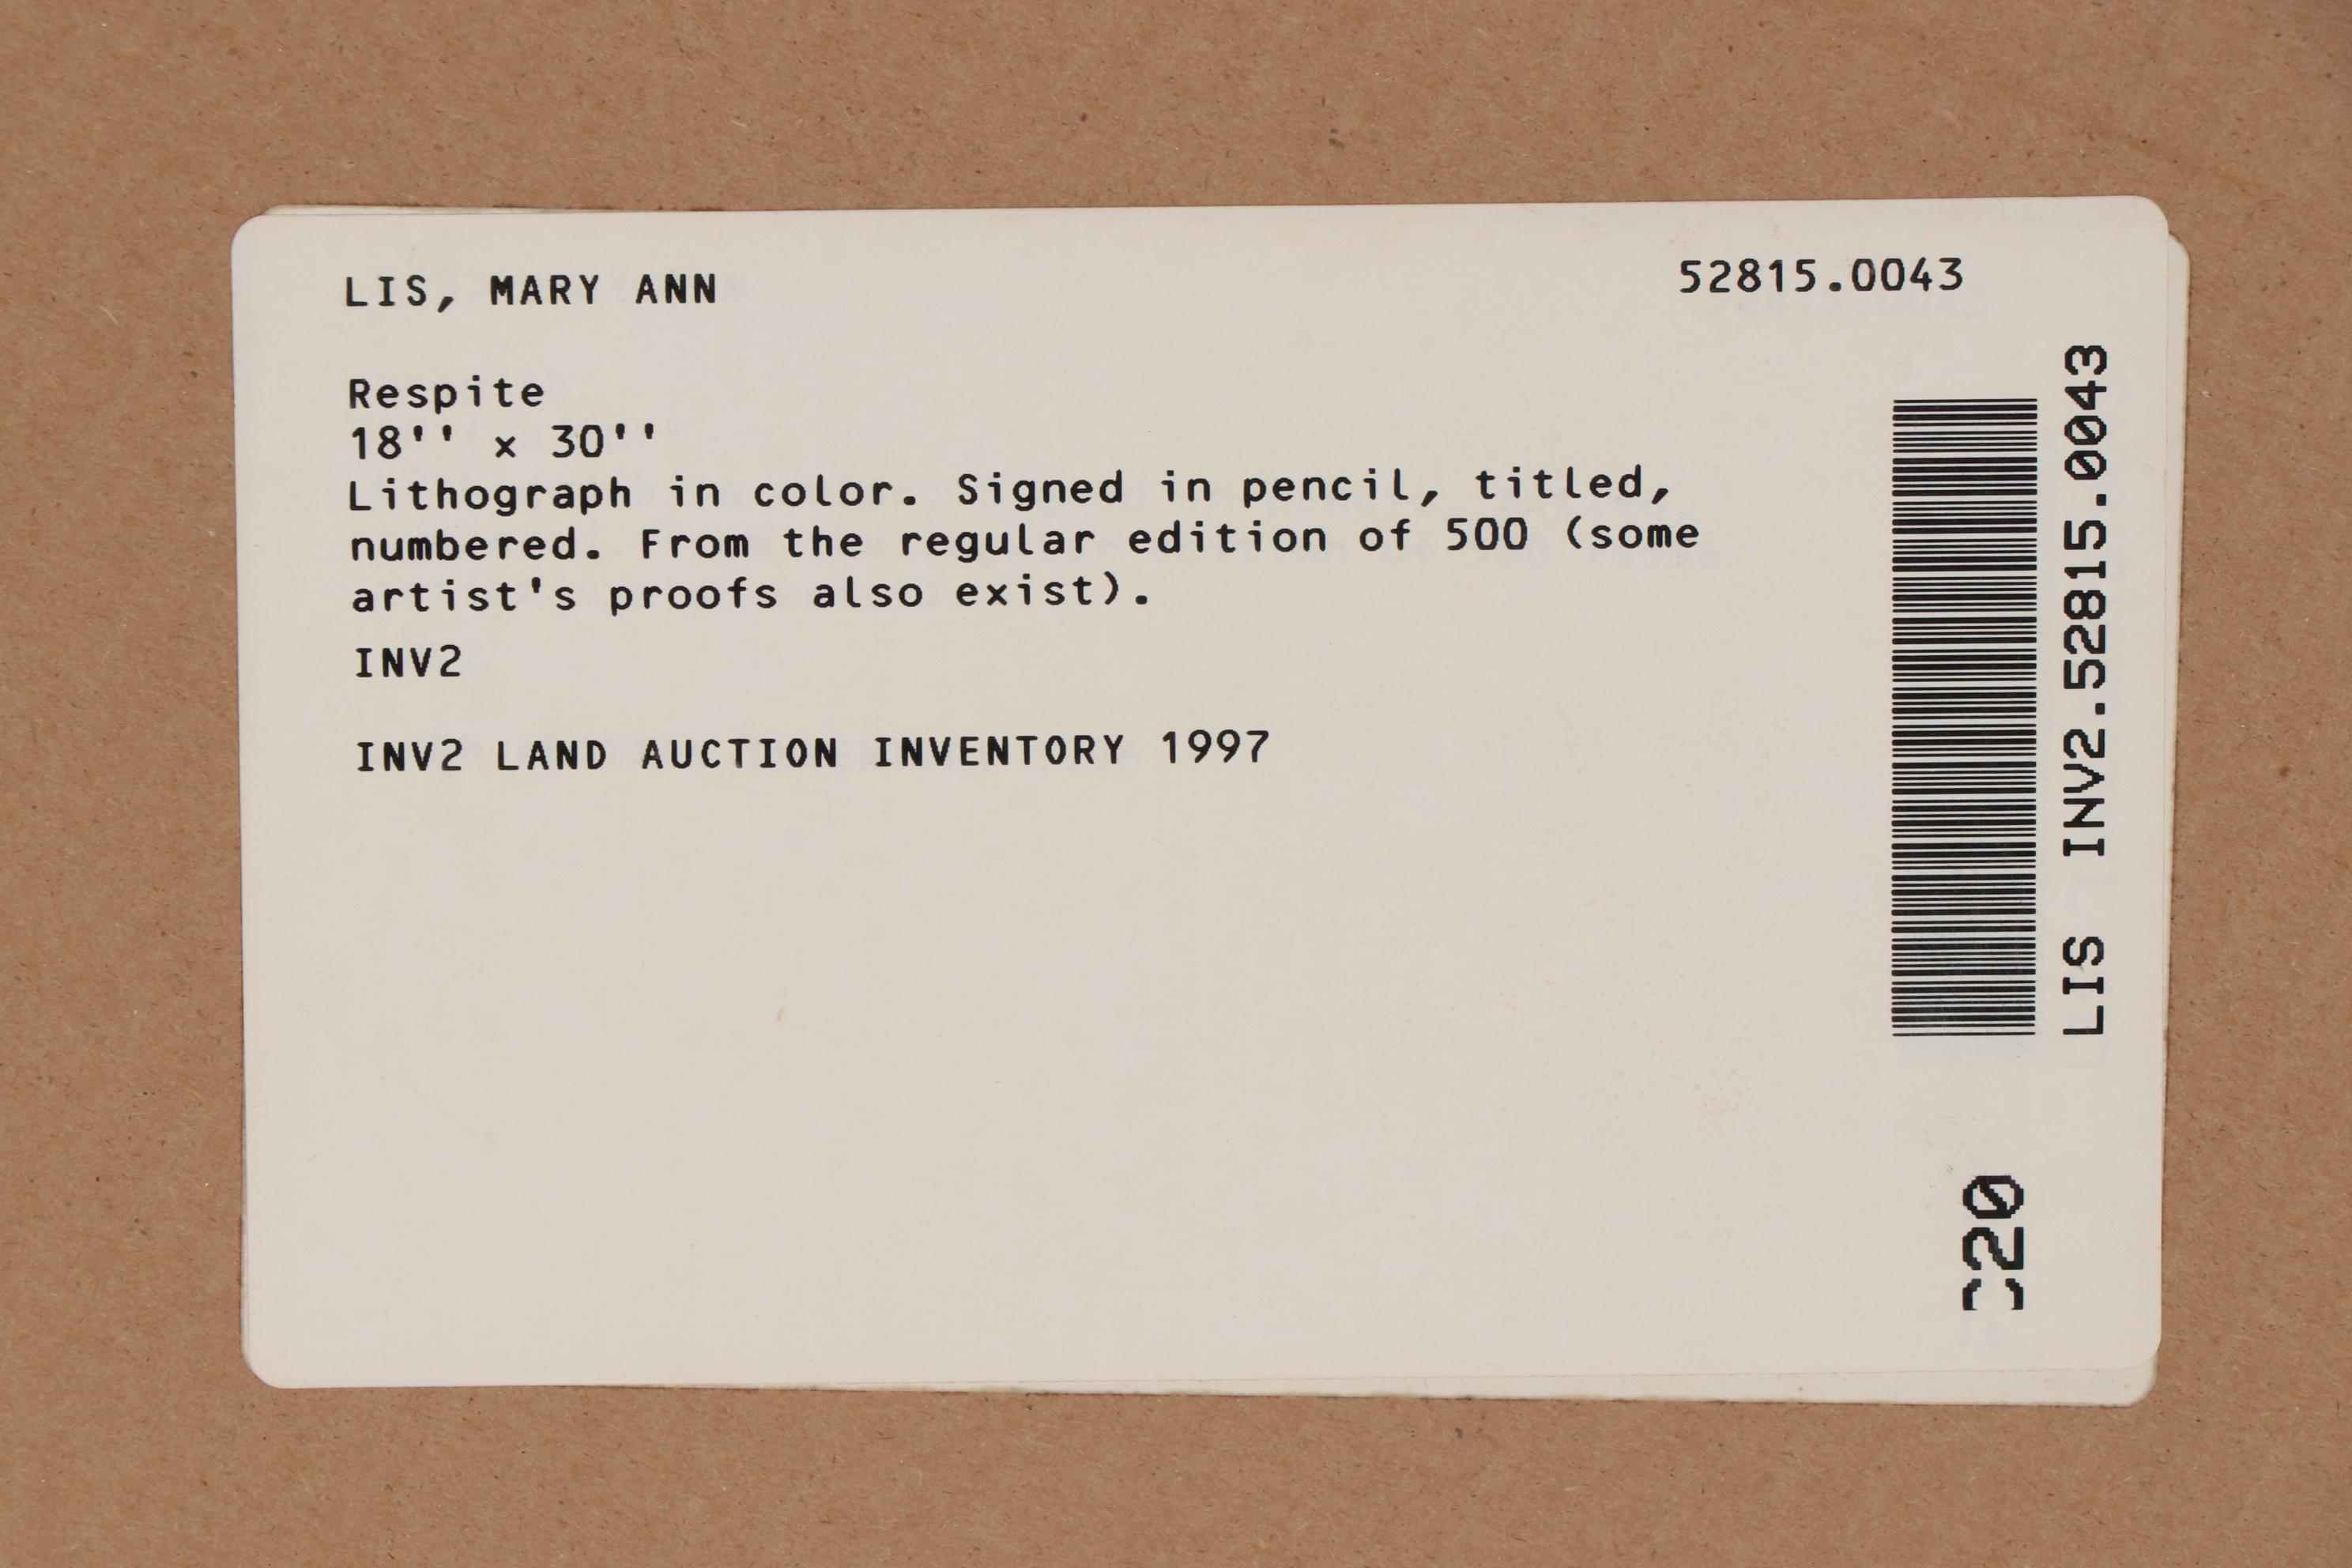 LIS, MARY ANN
52815.0043
Respite
18'' x 30''
Lithograph in color. Signed in pencil, titled,
numbered. From the regular edition of 500 (some
artist's proofs also exist).
INV2
INV2 LAND AUCTION INVENTORY 1997
LIS INV2.52815.0043